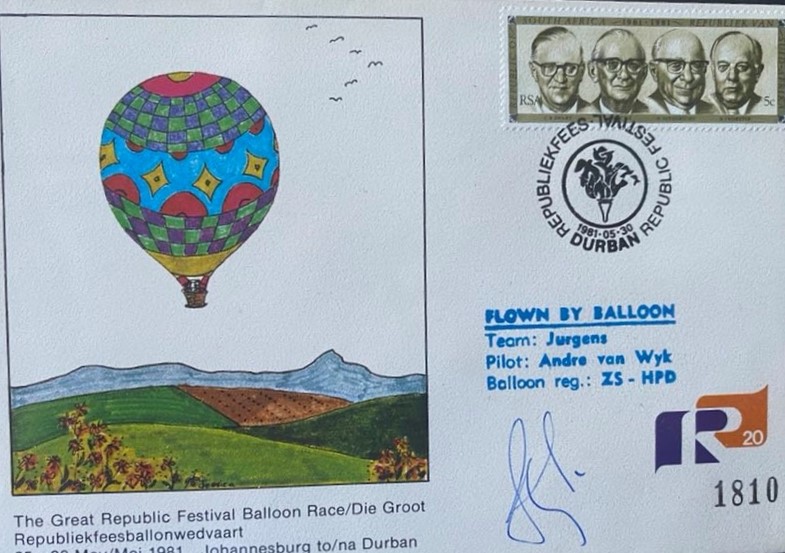 SOUTH AFRICA 1961-1981 REPUBLIEK VAN
RSA 5c
REPUBLIEKFEES-
REPUBLIC FESTIVAL
1981-05-30
DURBAN
FLOWN BY BALLOON
Team: Jurgens
Pilot: Andre van Wyk
Balloon reg.: ZS - HPD
R 20
1810
The Great Republic Festival Balloon Race/Die Groot
Republiekfeesballonwedvaart
May/Mei 1981 Johannesburg to/na Durban